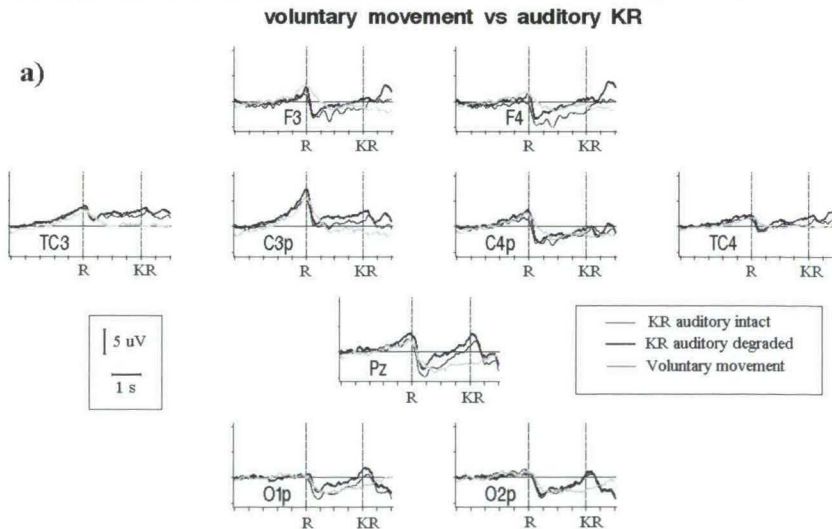 voluntary movement vs auditory KR
a)
F3
F4
R
KR
R
KR
TC3
C3p
C4p
TC4
R
KR
R
KR
R
KR
R
KR
5 uV
1 s
Pz
KR auditory intact
KR auditory degraded
Voluntary movement
R
KR
O1p
O2p
R
KR
R
KR